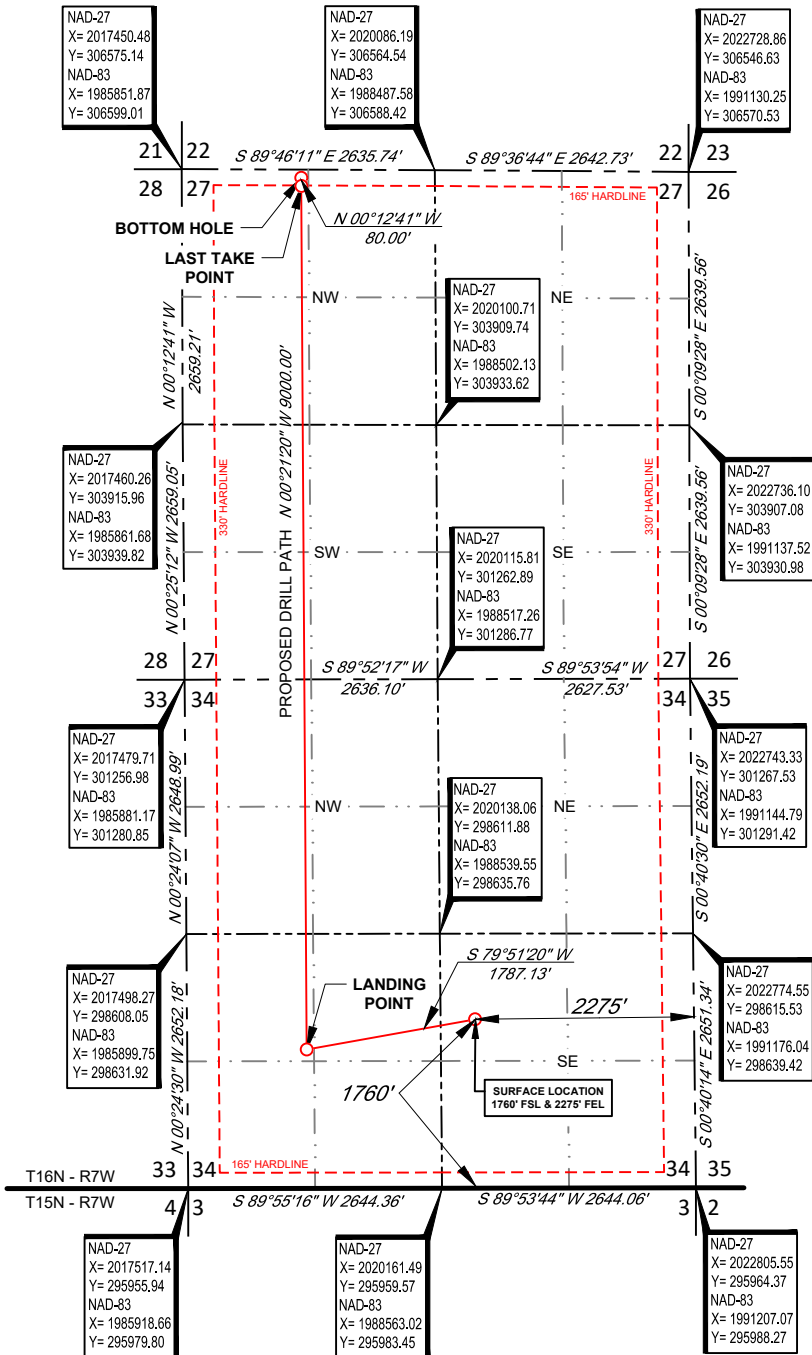 NAD-27
X= 2017450.48
Y= 306575.14
NAD-83
X= 1985851.87
Y= 306599.01
NAD-27
X= 2020086.19
Y= 306564.54
NAD-83
X= 1988487.58
Y= 306588.42
NAD-27
X= 2022728.86
Y= 306546.63
NAD-83
X= 1991130.25
Y= 306570.53
21 22
28 27
S 89°46'11" E 2635.74'
S 89°36'44" E 2642.73'
22 23
27 26
165' HARDLINE
BOTTOM HOLE
N 00°12'41" W
80.00'
LAST TAKE
POINT
NW
NE
N 00°12'41" W
2659.21'
NAD-27
X= 2020100.71
Y= 303909.74
NAD-83
X= 1988502.13
Y= 303933.62
S 00°09'28" E 2639.56'
NAD-27
X= 2017460.26
Y= 303915.96
NAD-83
X= 1985861.68
Y= 303939.82
330' HARDLINE
PROPOSED DRILL PATH N 00°21'20" W 9000.00'
330' HARDLINE
NAD-27
X= 2022736.10
Y= 303907.08
NAD-83
X= 1991137.52
Y= 303930.98
N 00°25'12" W 2659.05'
SW
SE
NAD-27
X= 2020115.81
Y= 301262.89
NAD-83
X= 1988517.26
Y= 301286.77
S 00°09'28" E 2639.56'
28 27
33 34
S 89°52'17" W
2636.10'
S 89°53'54" W
2627.53'
27 26
34 35
NAD-27
X= 2017479.71
Y= 301256.98
NAD-83
X= 1985881.17
Y= 301280.85
NAD-27
X= 2022743.33
Y= 301267.53
NAD-83
X= 1991144.79
Y= 301291.42
N 00°24'07" W 2648.99'
NW
NE
S 00°40'30" E 2652.19'
NAD-27
X= 2020138.06
Y= 298611.88
NAD-83
X= 1988539.55
Y= 298635.76
NAD-27
X= 2017498.27
Y= 298608.05
NAD-83
X= 1985899.75
Y= 298631.92
LANDING
POINT
S 79°51'20" W
1787.13'
2275'
NAD-27
X= 2022774.55
Y= 298615.53
NAD-83
X= 1991176.04
Y= 298639.42
N 00°24'30" W 2652.18'
SE
1760'
SURFACE LOCATION
1760' FSL & 2275' FEL
S 00°40'14" E 2651.34'
165' HARDLINE
T16N - R7W
T15N - R7W
33 34
4 3
S 89°55'16" W 2644.36'
S 89°53'44" W 2644.06'
34 35
3 2
NAD-27
X= 2017517.14
Y= 295955.94
NAD-83
X= 1985918.66
Y= 295979.80
NAD-27
X= 2020161.49
Y= 295959.57
NAD-83
X= 1988563.02
Y= 295983.45
NAD-27
X= 2022805.55
Y= 295964.37
NAD-83
X= 1991207.07
Y= 295988.27